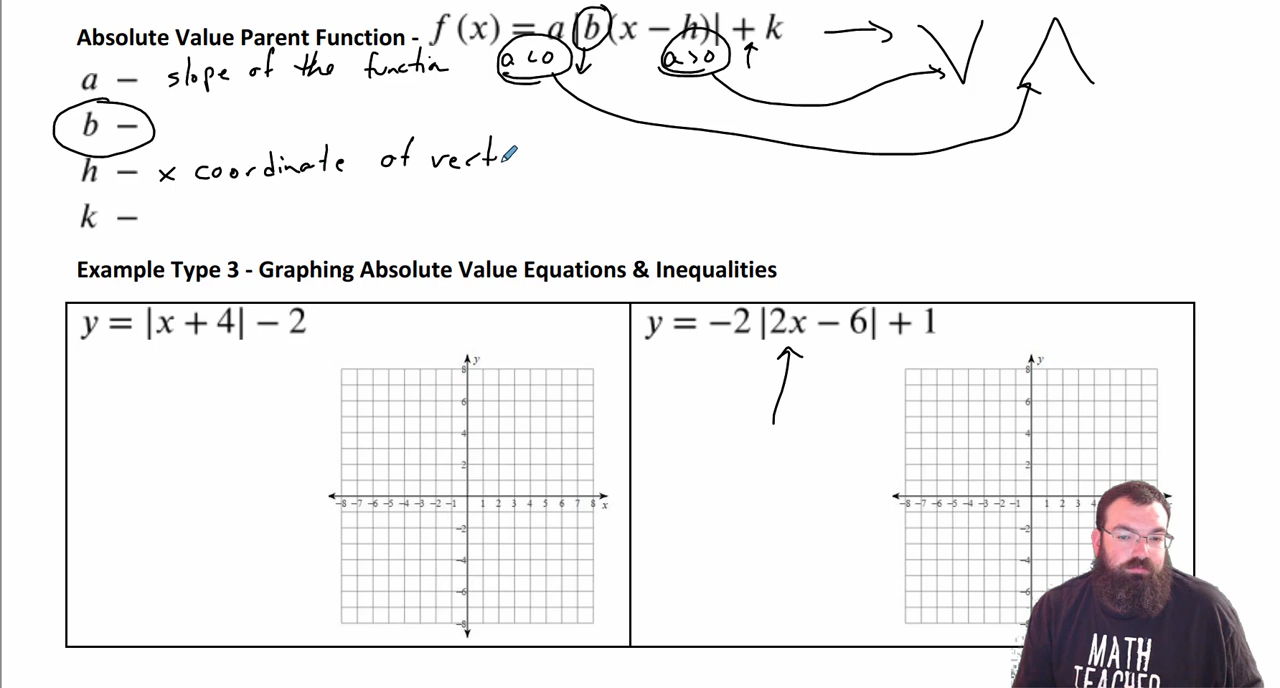 Absolute Value Parent Function - f (x) = a |b(x − h)| + k
a < 0 a > 0
a − slope of the functin
b −
h − x coordinate of vert
k −
Example Type 3 - Graphing Absolute Value Equations & Inequalities
y = |x + 4| − 2
y = −2 |2x − 6| + 1
y
8
6
4
2
-8 -7 -6 -5 -4 -3 -2 -1 1 2 3 4 5 6 7 8 x
-2
-4
-6
-8
y
8
6
4
2
-8 -7 -6 -5 -4 -3 -2 -1 1 2 3 4
-2
-4
-6
-8
MATH
TEACHER